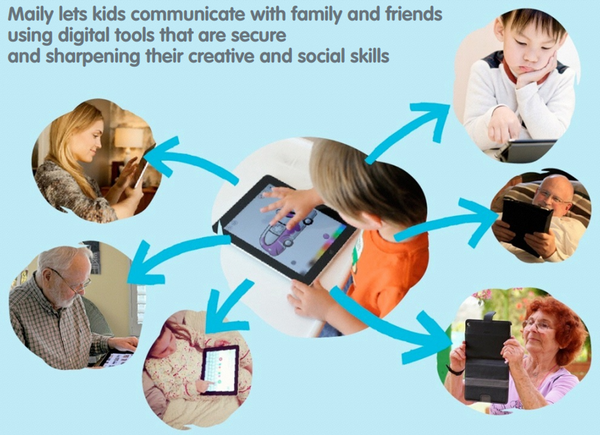 Maily lets kids communicate with family and friends
using digital tools that are secure
and sharpening their creative and social skills